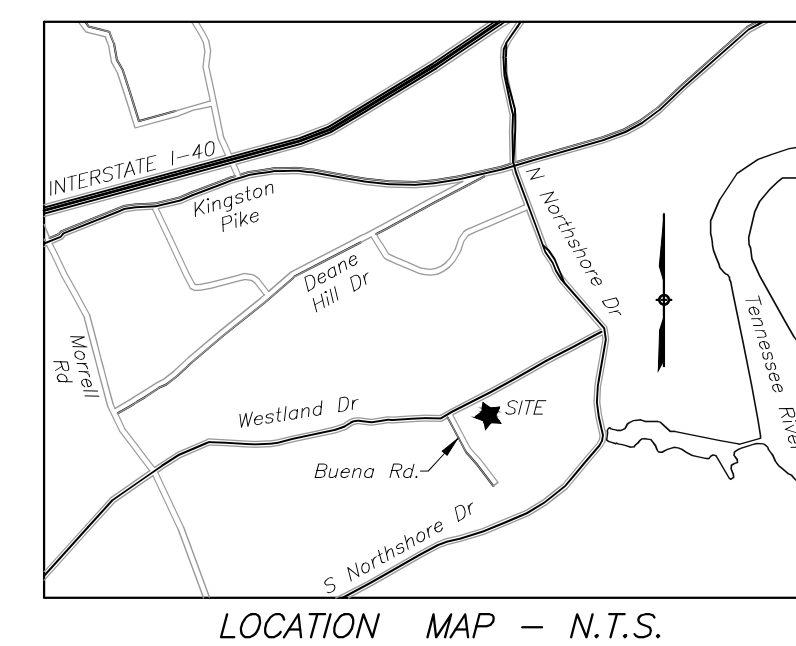 INTERSTATE I-40
Kingston
Pike
N Northshore Dr
Deane
Hill Dr
Tennessee River
Morrell
Rd
Westland Dr
SITE
Buena Rd.
S Northshore Dr
LOCATION MAP - N.T.S.